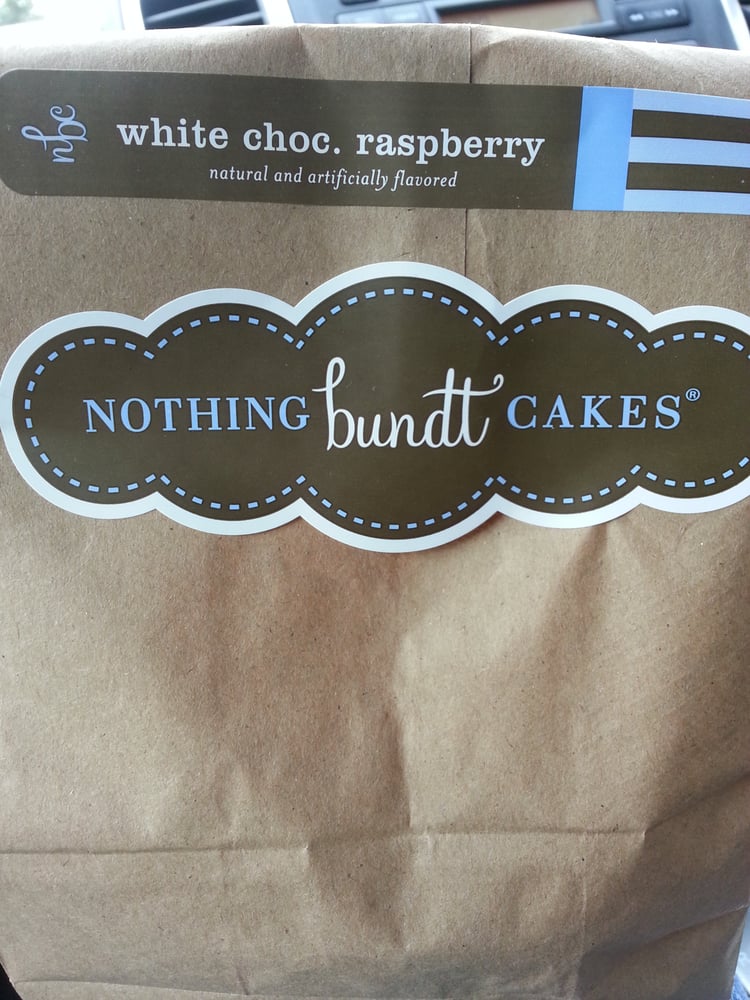 nbc
white choc. raspberry
natural and artificially flavored
NOTHING bundt CAKES®